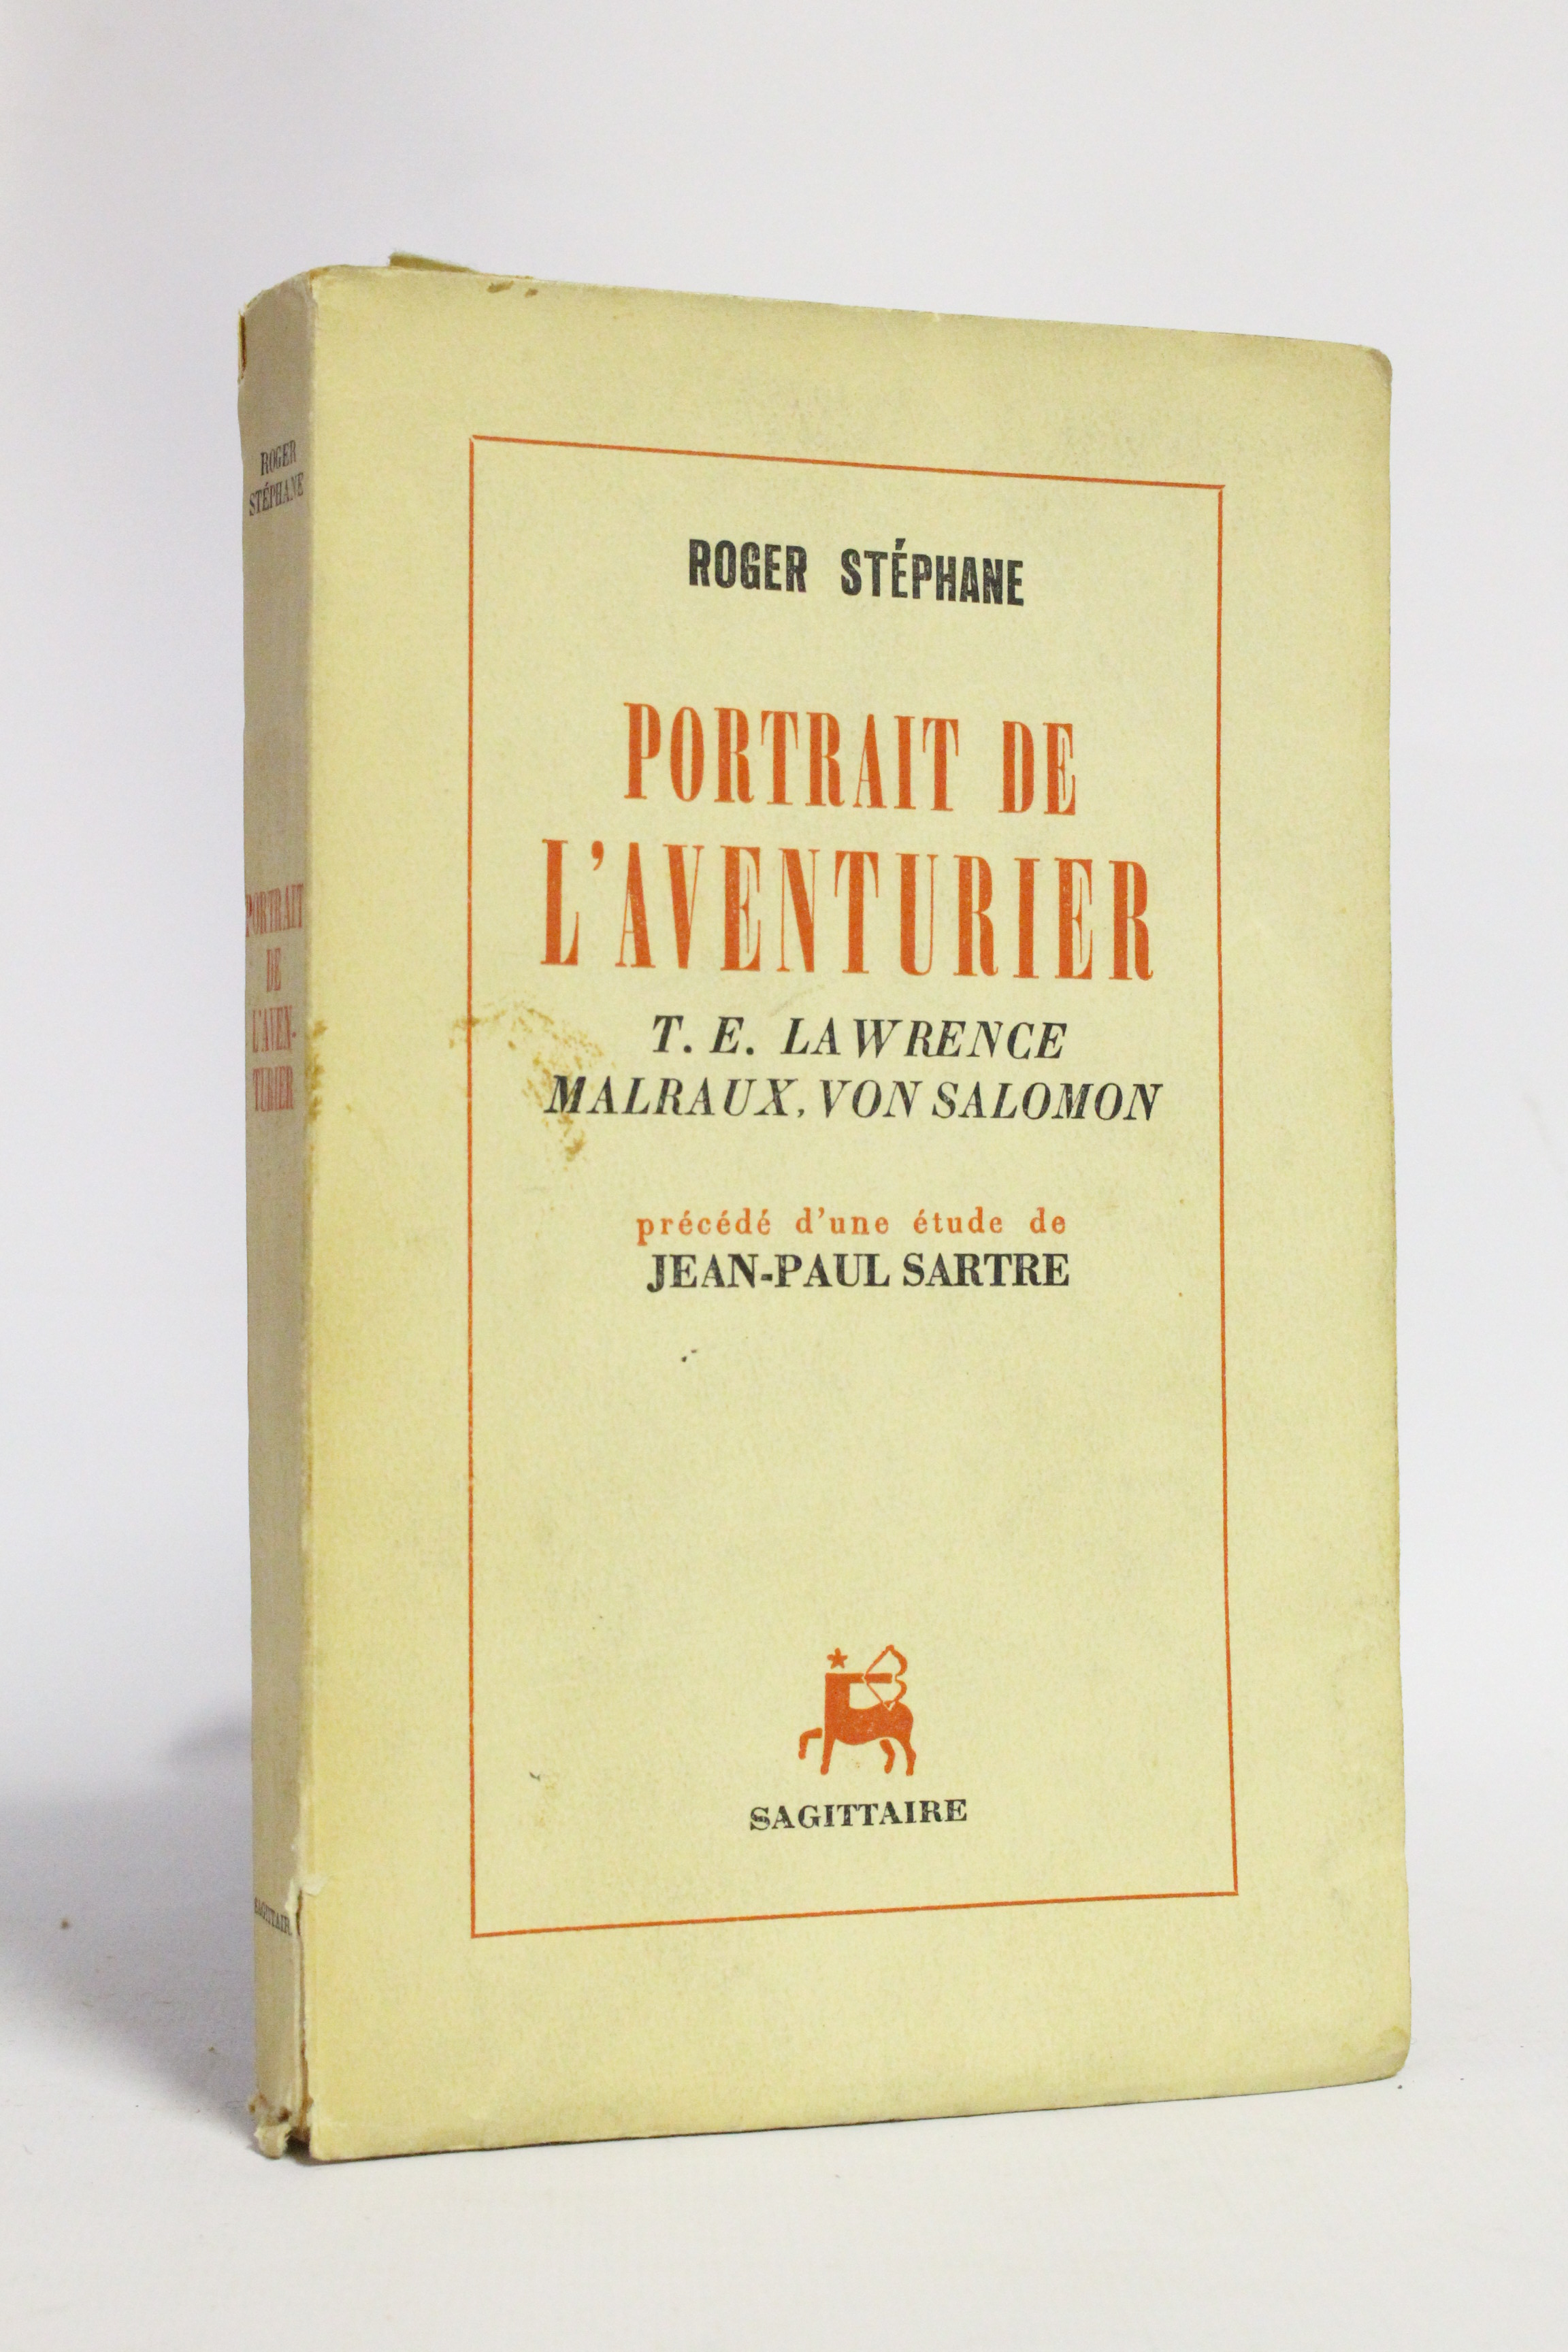 ROGER
STÉPHANE
PORTRAIT
DE
L'AVEN-
TURIER
ROGER STÉPHANE
PORTRAIT DE
L'AVENTURIER
T. E. LAWRENCE
MALRAUX, VON SALOMON
précédé d'une étude de
JEAN-PAUL SARTRE
SAGITTAIRE